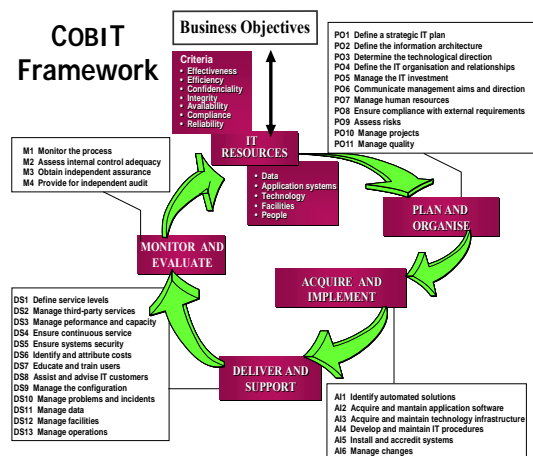 COBIT
Framework
Business Objectives
Criteria
• Effectiveness
• Efficiency
• Confidenciality
• Integrity
• Availability
• Compliance
• Reliability
IT
RESOURCES
• Data
• Application systems
• Technology
• Facilities
• People
PO1 Define a strategic IT plan
PO2 Define the information architecture
PO3 Determine the technological direction
PO4 Define the IT organisation and relationships
PO5 Manage the IT investment
PO6 Communicate management aims and direction
PO7 Manage human resources
PO8 Ensure compliance with external requirements
PO9 Assess risks
PO10 Manage projects
PO11 Manage quality
PLAN AND
ORGANISE
ACQUIRE AND
IMPLEMENT
AI1 Identify automated solutions
AI2 Acquire and mantain application software
AI3 Acquire and maintain technology infrastructure
AI4 Develop and maintain IT procedures
AI5 Install and accredit systems
AI6 Manage changes
DELIVER AND
SUPPORT
DS1 Define service levels
DS2 Manage third-party services
DS3 Manage peformance and capacity
DS4 Ensure continuous service
DS5 Ensure systems security
DS6 Identify and attribute costs
DS7 Educate and train users
DS8 Assist and advise IT customers
DS9 Manage the configuration
DS10 Manage problems and incidents
DS11 Manage data
DS12 Manage facilities
DS13 Manage operations
MONITOR AND
EVALUATE
M1 Monitor the process
M2 Assess internal control adequacy
M3 Obtain independent assurance
M4 Provide for independent audit